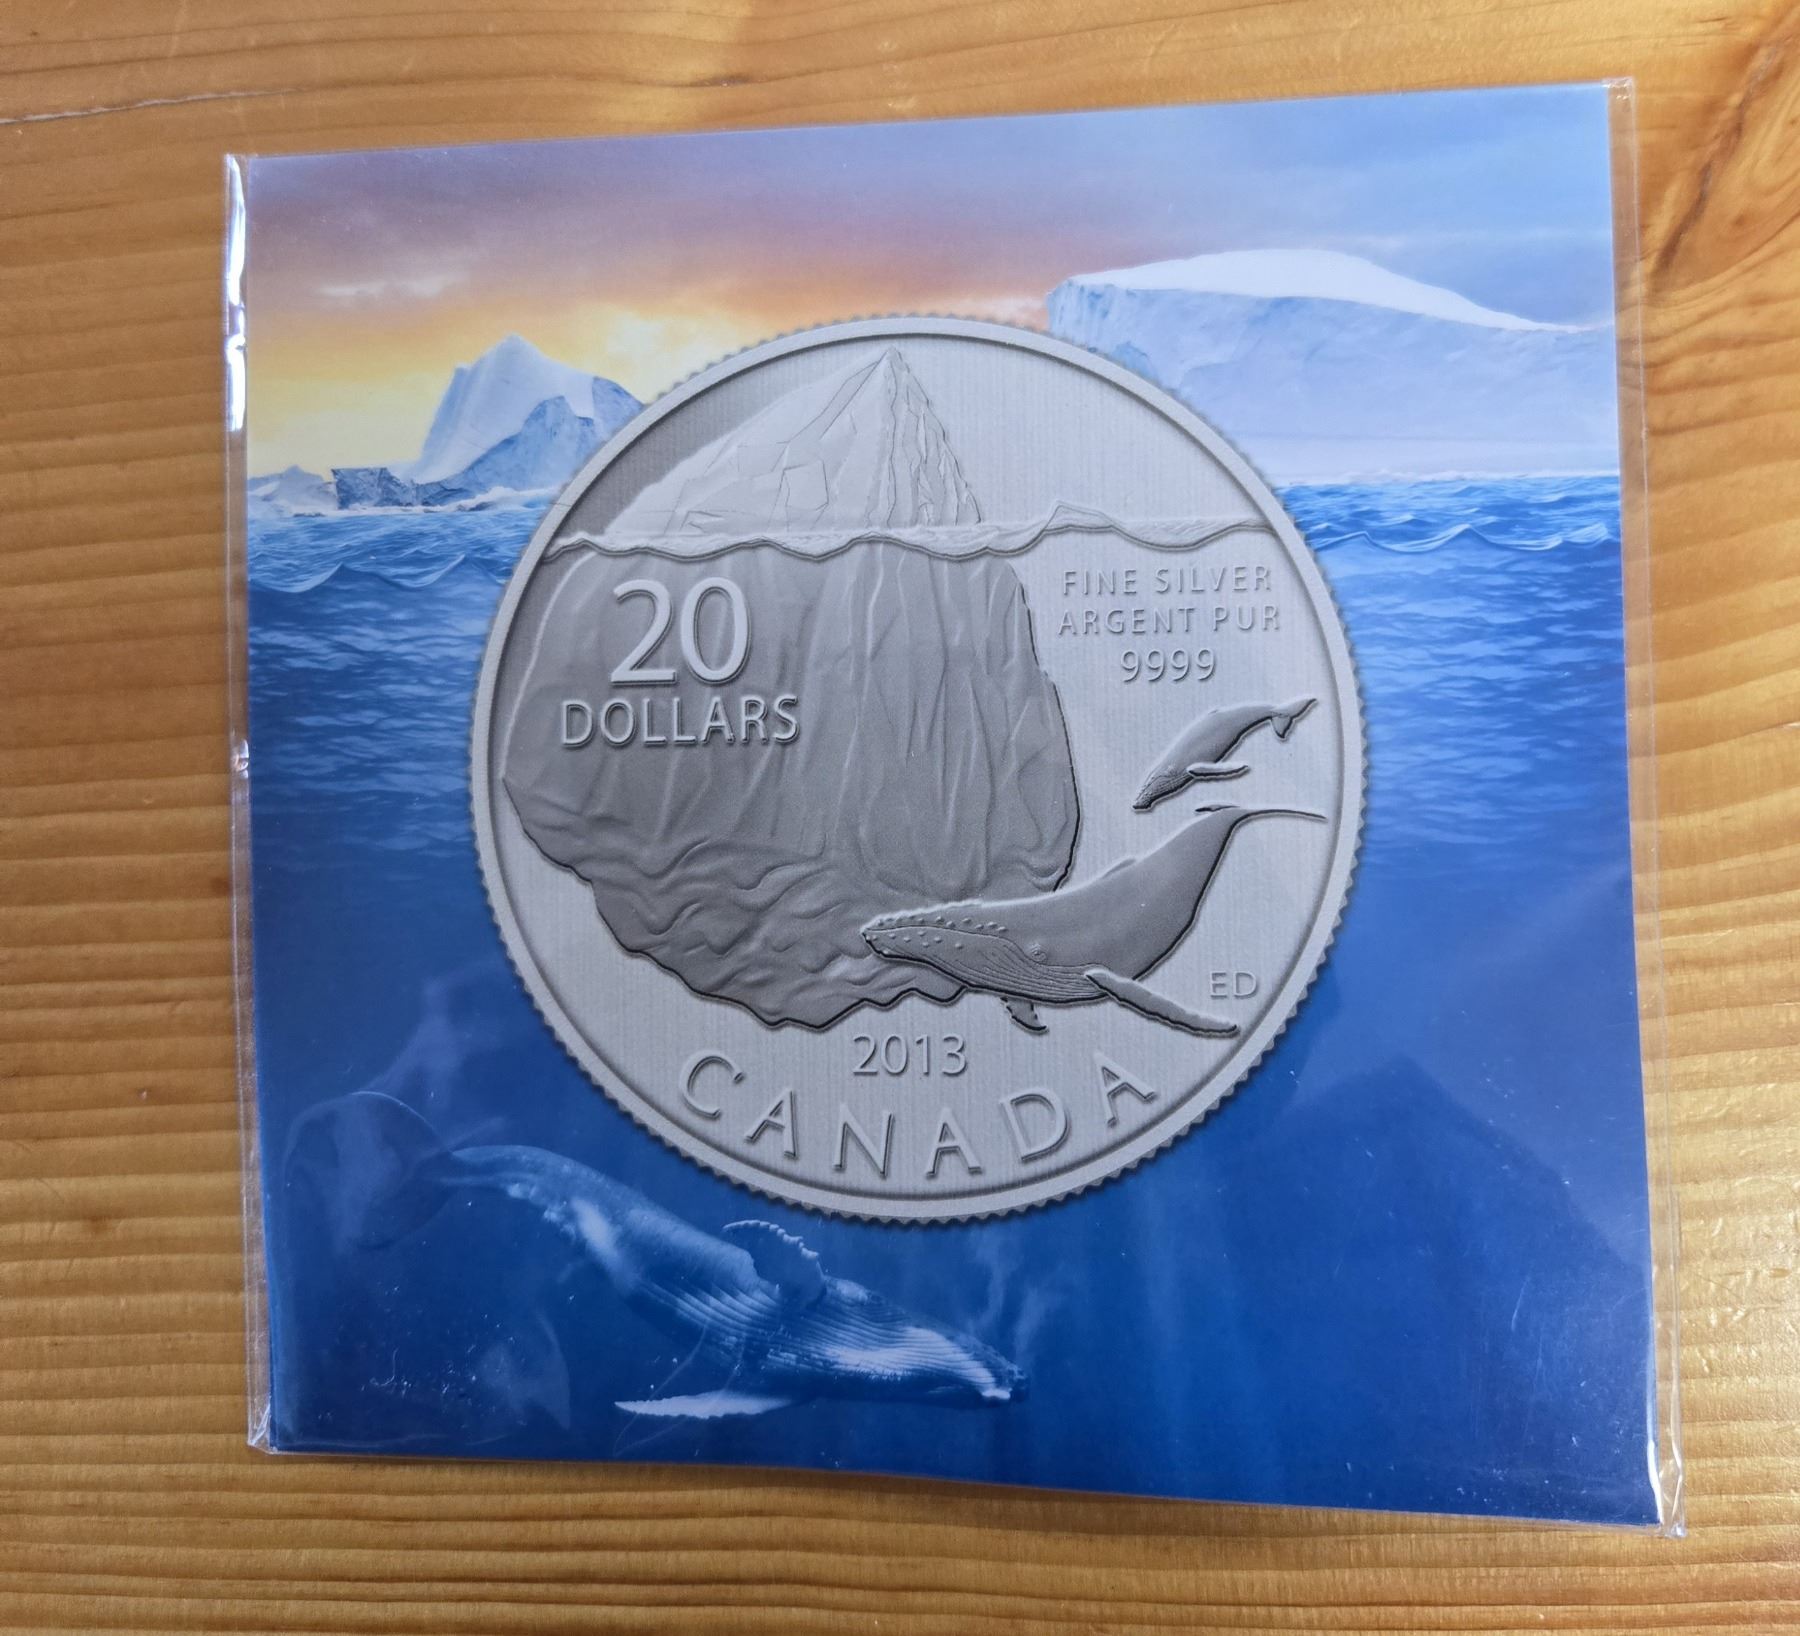 20
DOLLARS
FINE SILVER
ARGENT PUR
9999
ED
2013
CANADA